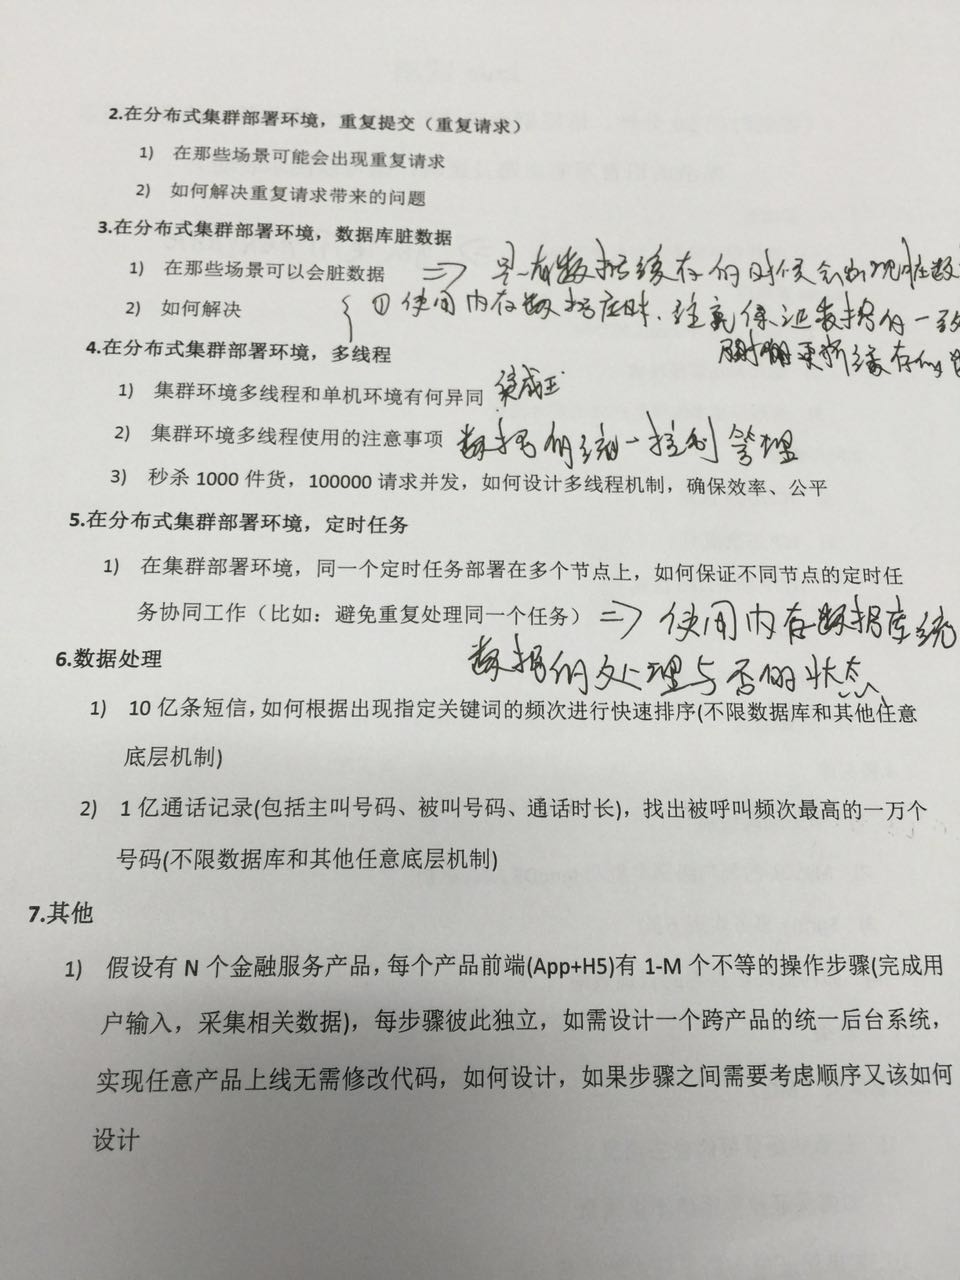 2.在分布式集群部署环境，重复提交（重复请求）
1) 在那些场景可能会出现重复请求
2) 如何解决重复请求带来的问题
3.在分布式集群部署环境，数据库脏数据
1) 在那些场景可以会脏数据 => 有数据缓存的时候会出现脏数
2) 如何解决 ① 使用内存数据库时、注意保证数据的一致
更新缓存
4.在分布式集群部署环境，多线程
1) 集群环境多线程和单机环境有何异同
2) 集群环境多线程使用的注意事项 数据的统一控制管理
3) 秒杀 1000 件货，100000 请求并发，如何设计多线程机制，确保效率、公平
5.在分布式集群部署环境，定时任务
1) 在集群部署环境，同一个定时任务部署在多个节点上，如何保证不同节点的定时任
务协同工作（比如：避免重复处理同一个任务） => 使用内存数据库统
数据的处理与否的状态
6.数据处理
1) 10 亿条短信，如何根据出现指定关键词的频次进行快速排序(不限数据库和其他任意
底层机制)
2) 1 亿通话记录(包括主叫号码、被叫号码、通话时长)，找出被呼叫频次最高的一万个
号码(不限数据库和其他任意底层机制)
7.其他
1) 假设有 N 个金融服务产品，每个产品前端(App+H5)有 1-M 个不等的操作步骤(完成用
户输入，采集相关数据)，每步骤彼此独立，如需设计一个跨产品的统一后台系统，
实现任意产品上线无需修改代码，如何设计，如果步骤之间需要考虑顺序又该如何
设计